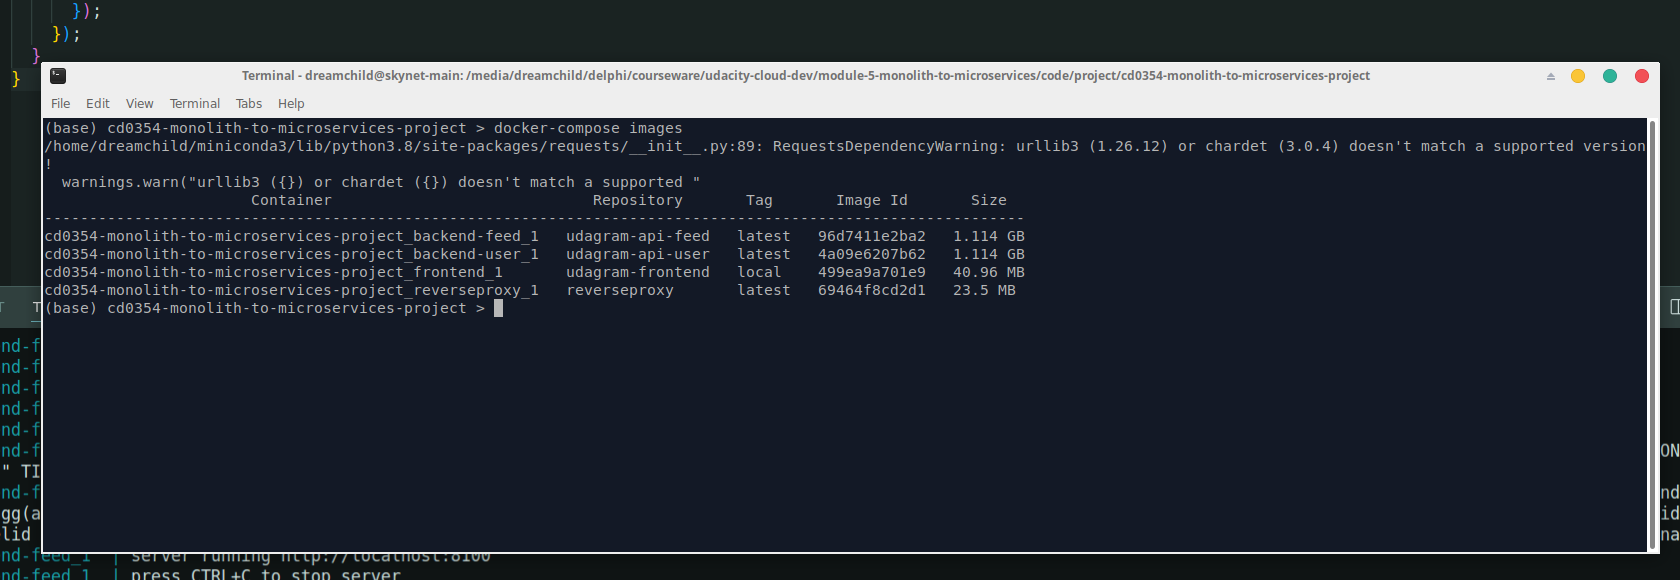 });
});
}
}
Terminal - dreamchild@skynet-main: /media/dreamchild/delphi/courseware/udacity-cloud-dev/module-5-monolith-to-microservices/code/project/cd0354-monolith-to-microservices-project
File Edit View Terminal Tabs Help
(base) cd0354-monolith-to-microservices-project > docker-compose images
/home/dreamchild/miniconda3/lib/python3.8/site-packages/requests/__init__.py:89: RequestsDependencyWarning: urllib3 (1.26.12) or chardet (3.0.4) doesn't match a supported version
!
warnings.warn("urllib3 ({}) or chardet ({}) doesn't match a supported "
Container Repository Tag Image Id Size
-------------------------------------------------------------------------------------------------------------
cd0354-monolith-to-microservices-project_backend-feed_1 udagram-api-feed latest 96d7411e2ba2 1.114 GB
cd0354-monolith-to-microservices-project_backend-user_1 udagram-api-user latest 4a09e6207b62 1.114 GB
cd0354-monolith-to-microservices-project_frontend_1 udagram-frontend local 499ea9a701e9 40.96 MB
cd0354-monolith-to-microservices-project_reverseproxy_1 reverseproxy latest 69464f8cd2d1 23.5 MB
(base) cd0354-monolith-to-microservices-project >
nd-f
nd-f
nd-f
nd-f
nd-f
nd-f ON
" TI
nd-f nd
gg(a id
lid na
nd-feed_1 | server running http://localhost:8100
nd-feed_1 | press CTRL+C to stop server